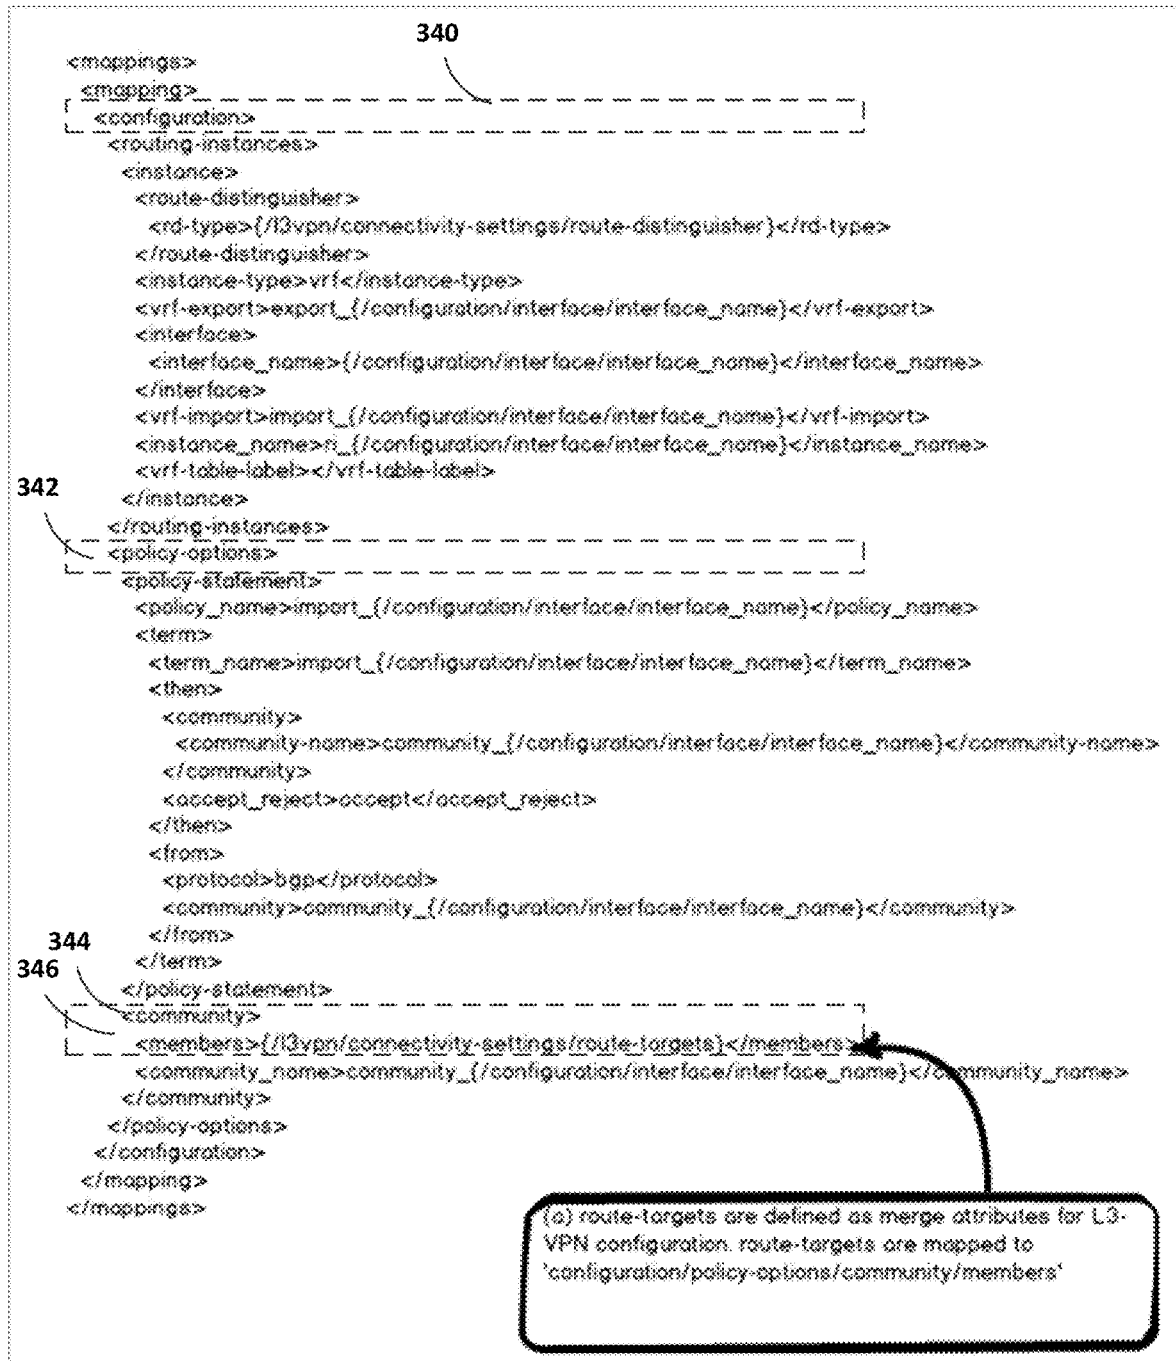 340
<mappings>
<mapping>
<configuration>
<routing-instances>
<instance>
<route-distinguisher>
<rd-type>{/l3vpn/connectivity-settings/route-distinguisher}</rd-type>
</route-distinguisher>
<instance-type>vrf</instance-type>
<vrf-export>export_{/configuration/interface/interface_name}</vrf-export>
<interface>
<interface_name>{/configuration/interface/interface_name}</interface_name>
</interface>
<vrf-import>import_{/configuration/interface/interface_name}</vrf-import>
<instance_name>ri_{/configuration/interface/interface_name}</instance_name>
<vrf-table-label></vrf-table-label>
342
</instance>
</routing-instances>
<policy-options>
<policy-statement>
<policy_name>import_{/configuration/interface/interface_name}</policy_name>
<term>
<term_name>import_{/configuration/interface/interface_name}</term_name>
<then>
<community>
<community-name>community_{/configuration/interface/interface_name}</community-name>
</community>
<accept_reject>accept</accept_reject>
</then>
<from>
<protocol>bgp</protocol>
<community>community_{/configuration/interface/interface_name}</community>
</from>
344
</term>
346
</policy-statement>
<community>
<members>{/l3vpn/connectivity-settings/route-targets}</members>
<community_name>community_{/configuration/interface/interface_name}</community_name>
</community>
</policy-options>
</configuration>
</mapping>
</mappings>
(a) route-targets are defined as merge attributes for L3-
VPN configuration. route-targets are mapped to
'configuration/policy-options/community/members'